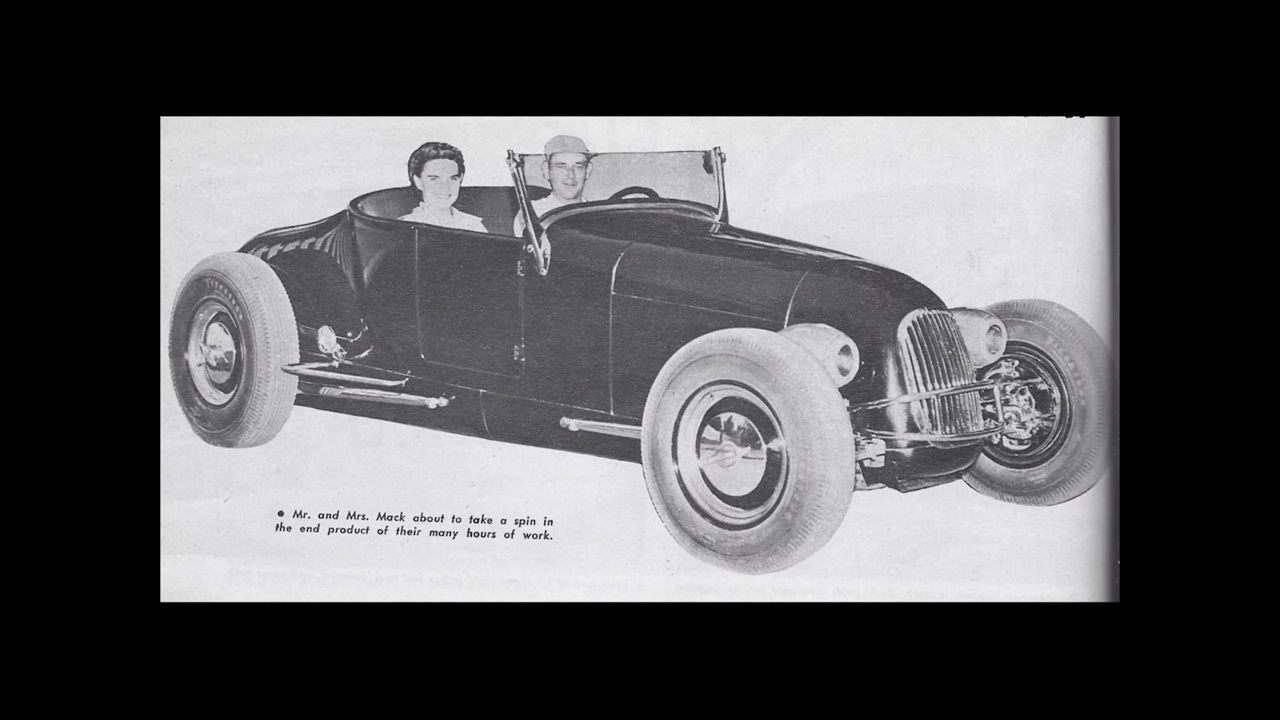 ● Mr. and Mrs. Mack about to take a spin in
the end product of their many hours of work.